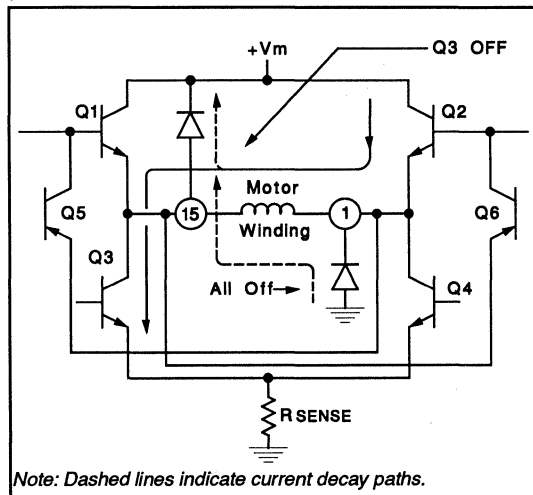 +Vm
Q3 OFF
Q1
Q2
Motor
15
1
Winding
Q5
Q6
Q3
All Off
Q4
R SENSE
Note: Dashed lines indicate current decay paths.